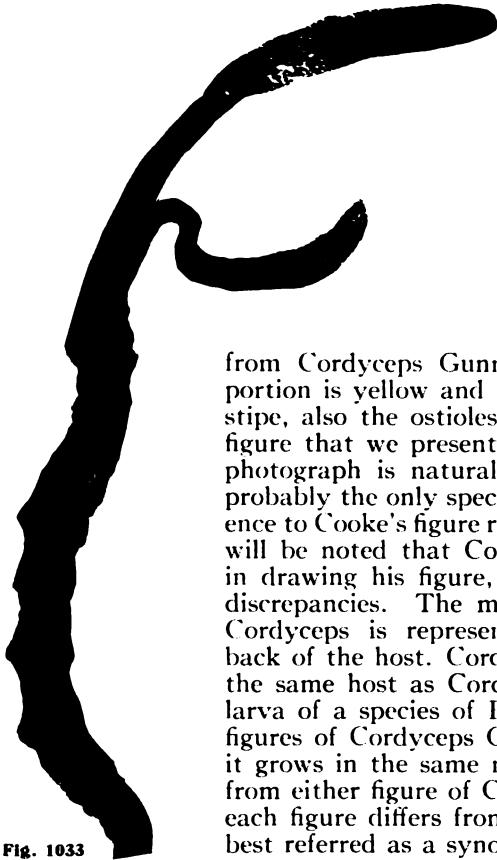 from Cordyceps Gunn
portion is yellow and
stipe, also the ostioles
figure that we present
photograph is natural
probably the only spec
ence to Cooke's figure r
will be noted that Co
in drawing his figure,
discrepancies. The m
Cordyceps is represen
back of the host. Cord
the same host as Cord
larva of a species of
figures of Cordyceps G
it grows in the same
from either figure of C
each figure differs from
best referred as a syno
Fig. 1033